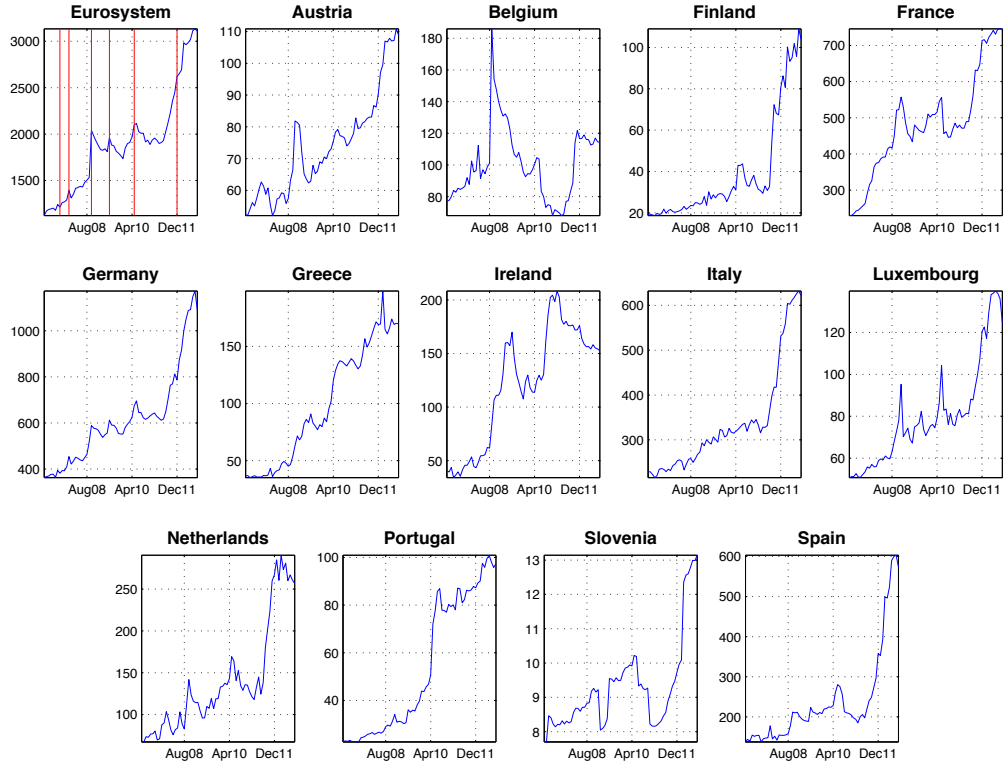 Eurosystem
3000
2500
2000
1500
Aug08 Apr10 Dec11
Austria
110
100
90
80
70
60
Aug08 Apr10 Dec11
Belgium
180
160
140
120
100
80
Aug08 Apr10 Dec11
Finland
100
80
60
40
20
Aug08 Apr10 Dec11
France
700
600
500
400
300
Aug08 Apr10 Dec11
Germany
1000
800
600
400
Aug08 Apr10 Dec11
Greece
150
100
50
Aug08 Apr10 Dec11
Ireland
200
150
100
50
Aug08 Apr10 Dec11
Italy
600
500
400
300
Aug08 Apr10 Dec11
Luxembourg
120
100
80
60
Aug08 Apr10 Dec11
Netherlands
250
200
150
100
Aug08 Apr10 Dec11
Portugal
100
80
60
40
Aug08 Apr10 Dec11
Slovenia
13
12
11
10
9
8
Aug08 Apr10 Dec11
Spain
600
500
400
300
200
Aug08 Apr10 Dec11